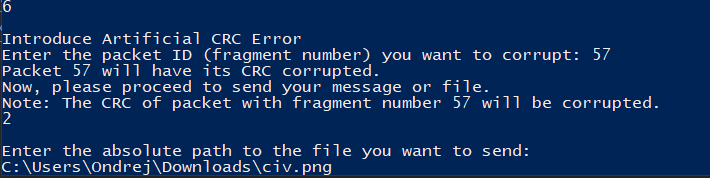 6
Introduce Artificial CRC Error
Enter the packet ID (fragment number) you want to corrupt: 57
Packet 57 will have its CRC corrupted.
Now, please proceed to send your message or file.
Note: The CRC of packet with fragment number 57 will be corrupted.
2
Enter the absolute path to the file you want to send:
C:\Users\Ondrej\Downloads\civ.png